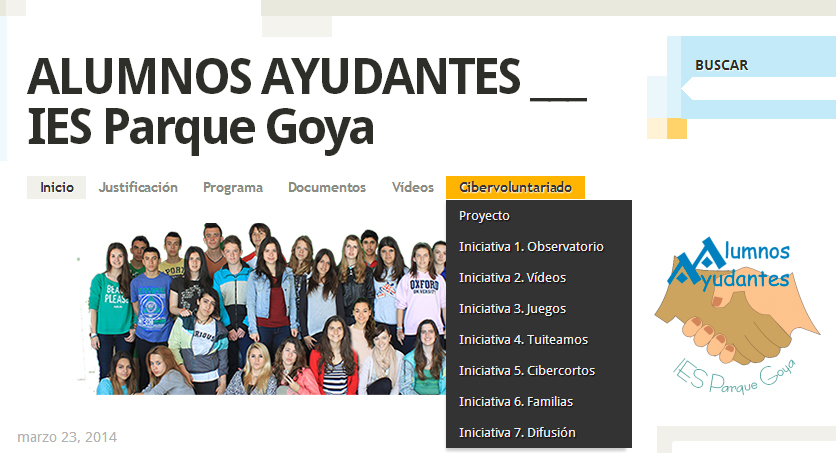 ALUMNOS AYUDANTES ___
IES Parque Goya
BUSCAR
Inicio Justificación Programa Documentos Vídeos Cibervoluntariado
Proyecto
Iniciativa 1. Observatorio
Iniciativa 2. Vídeos
Iniciativa 3. Juegos
Iniciativa 4. Tuiteamos
Iniciativa 5. Cibercortos
Iniciativa 6. Familias
Iniciativa 7. Difusión
OXFORD
Alumnos
Ayudantes
IES Parque Goya
marzo 23, 2014